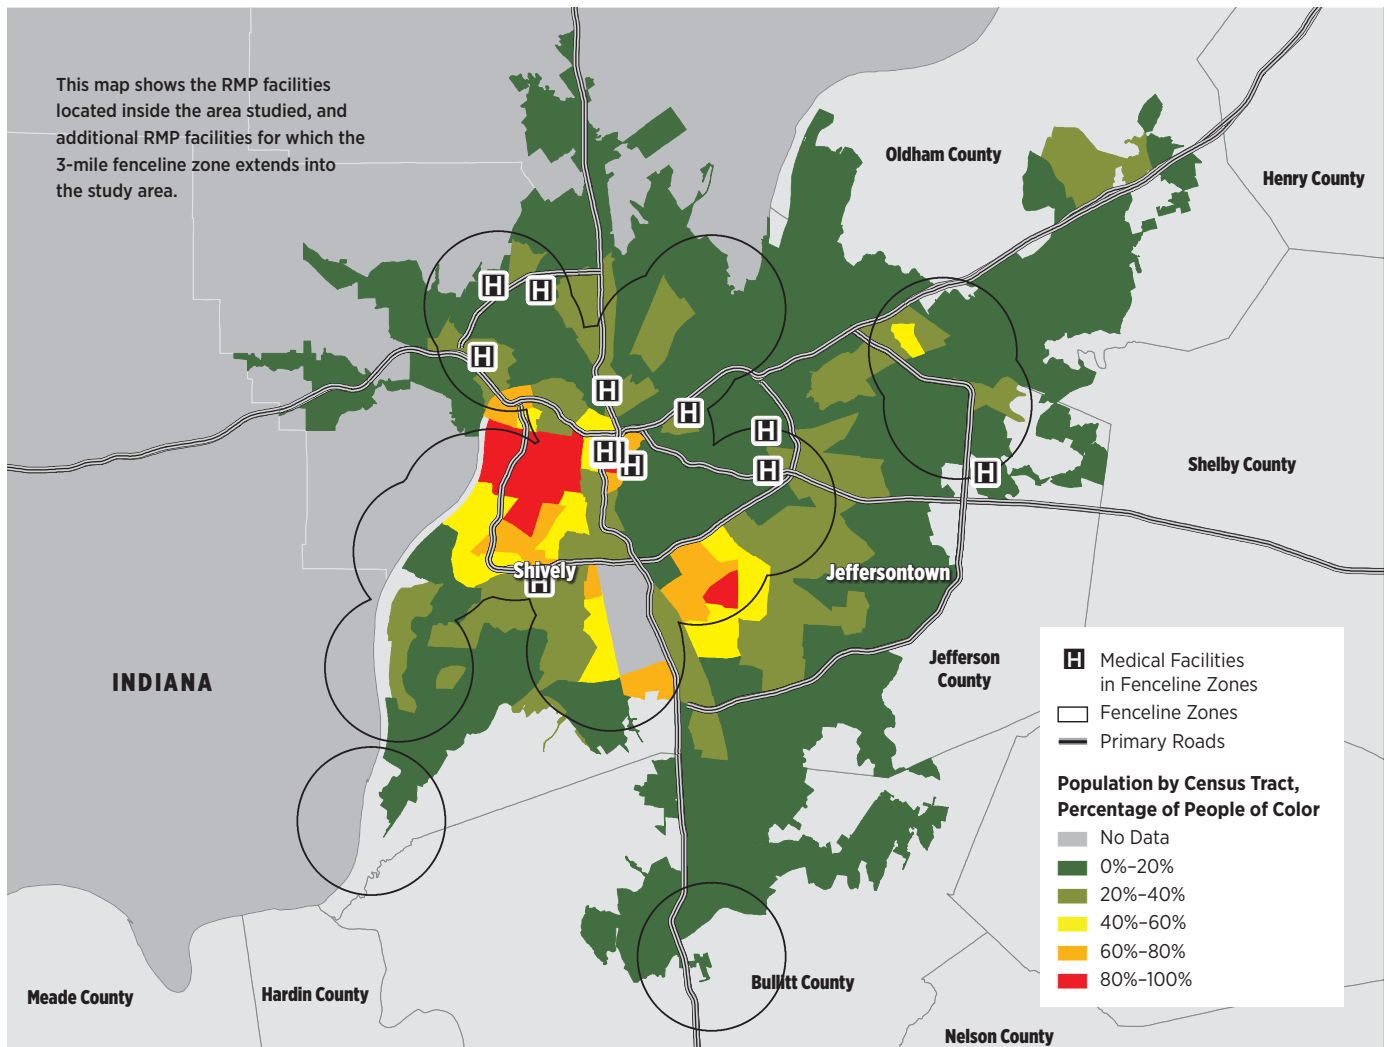 This map shows the RMP facilities
located inside the area studied, and
additional RMP facilities for which the
3-mile fenceline zone extends into
the study area.
Oldham County
Henry County
H
H
H
H
H
H
H
H
H
H
Shelby County
Shively
H
Jeffersontown
INDIANA
Jefferson
County
H Medical Facilities
in Fenceline Zones
Fenceline Zones
Primary Roads
Population by Census Tract,
Percentage of People of Color
No Data
0%–20%
20%–40%
40%–60%
60%–80%
80%–100%
Bullitt County
Meade County
Hardin County
Nelson County